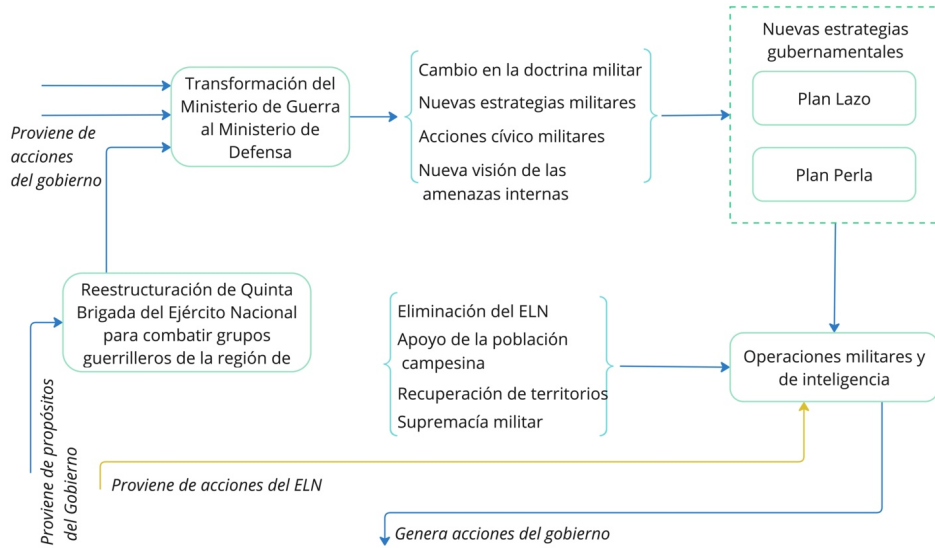 Transformación del
Ministerio de Guerra
al Ministerio de
Defensa
Cambio en la doctrina militar
Nuevas estrategias militares
Acciones cívico militares
Nueva visión de las
amenazas internas
Nuevas estrategias
gubernamentales
Plan Lazo
Plan Perla
Proviene de
acciones
del gobierno
Reestructuración de Quinta
Brigada del Ejército Nacional
para combatir grupos
guerrilleros de la región de
Eliminación del ELN
Apoyo de la población
campesina
Recuperación de territorios
Supremacía militar
Operaciones militares y
de inteligencia
Proviene de propósitos
del Gobierno
Proviene de acciones del ELN
Genera acciones del gobierno